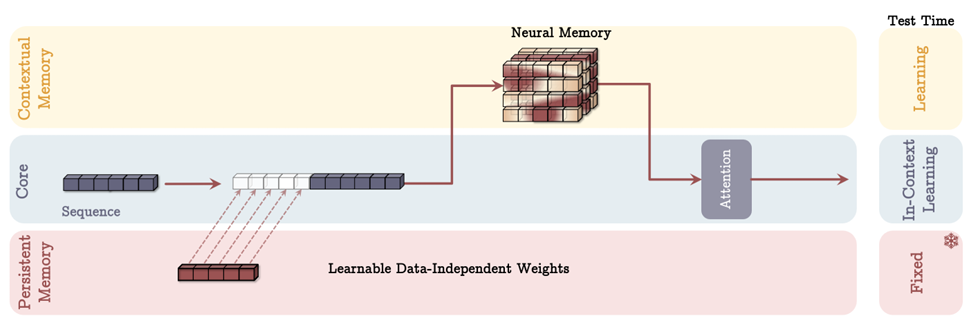 Test Time
Neural Memory
Contextual
Memory
Learning
Core
Sequence
Attention
In-Context
Learning
Persistent
Memory
Learnable Data-Independent Weights
Fixed